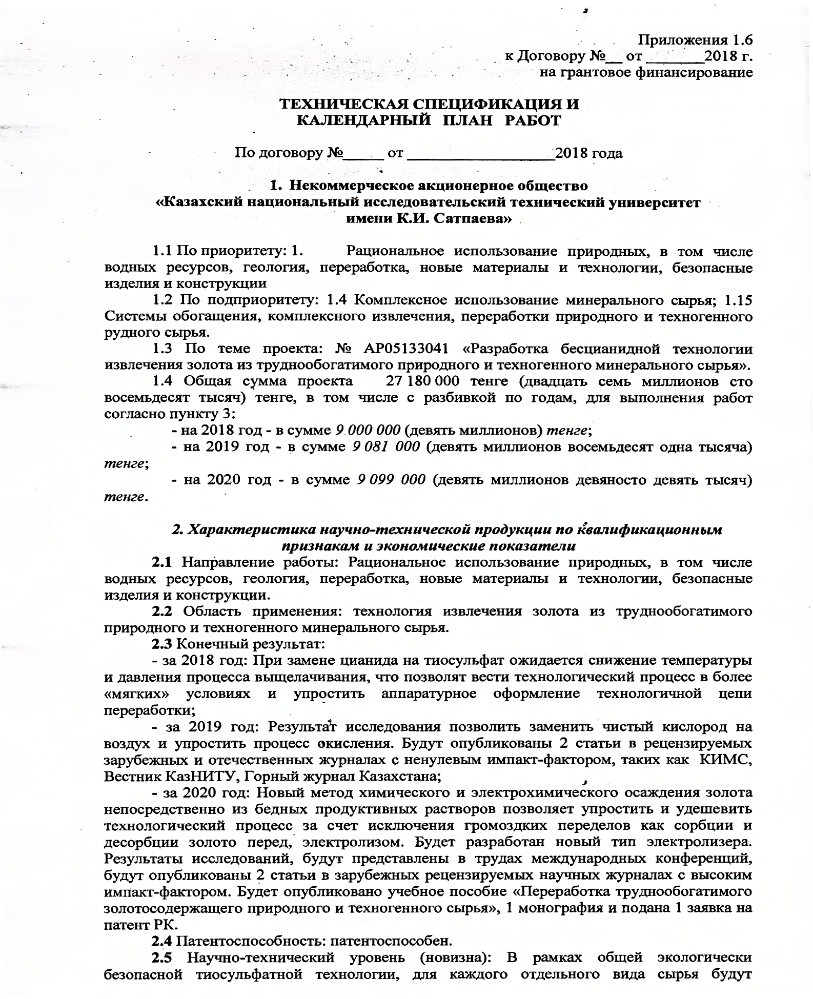 Приложения 1.6
к Договору №__ от ________2018 г.
на грантовое финансирование
ТЕХНИЧЕСКАЯ СПЕЦИФИКАЦИЯ И
КАЛЕНДАРНЫЙ ПЛАН РАБОТ
По договору №_____ от ____________________2018 года
1. Некоммерческое акционерное общество
«Казахский национальный исследовательский технический университет
имени К.И. Сатпаева»
1.1 По приоритету: 1. Рациональное использование природных, в том числе
водных ресурсов, геология, переработка, новые материалы и технологии, безопасные
изделия и конструкции
1.2 По подприоритету: 1.4 Комплексное использование минерального сырья; 1.15
Системы обогащения, комплексного извлечения, переработки природного и техногенного
рудного сырья.
1.3 По теме проекта: № АР05133041 «Разработка бесцианидной технологии
извлечения золота из труднообогатимого природного и техногенного минерального сырья».
1.4 Общая сумма проекта 27 180 000 тенге (двадцать семь миллионов сто
восемьдесят тысяч) тенге, в том числе с разбивкой по годам, для выполнения работ
согласно пункту 3:
- на 2018 год - в сумме 9 000 000 (девять миллионов) тенге;
- на 2019 год - в сумме 9 081 000 (девять миллионов восемьдесят одна тысяча)
тенге;
- на 2020 год - в сумме 9 099 000 (девять миллионов девяносто девять тысяч)
тенге.
2. Характеристика научно-технической продукции по квалификационным
признакам и экономические показатели
2.1 Направление работы: Рациональное использование природных, в том числе
водных ресурсов, геология, переработка, новые материалы и технологии, безопасные
изделия и конструкции.
2.2 Область применения: технология извлечения золота из труднообогатимого
природного и техногенного минерального сырья.
2.3 Конечный результат:
- за 2018 год: При замене цианида на тиосульфат ожидается снижение температуры
и давления процесса выщелачивания, что позволят вести технологический процесс в более
«мягких» условиях и упростить аппаратурное оформление технологичной цепи
переработки;
- за 2019 год: Результат исследования позволить заменить чистый кислород на
воздух и упростить процесс окисления. Будут опубликованы 2 статьи в рецензируемых
зарубежных и отечественных журналах с ненулевым импакт-фактором, таких как КИМС,
Вестник КазНИТУ, Горный журнал Казахстана;
- за 2020 год: Новый метод химического и электрохимического осаждения золота
непосредственно из бедных продуктивных растворов позволяет упростить и удешевить
технологический процесс за счет исключения громоздких переделов как сорбции и
десорбции золото перед, электролизом. Будет разработан новый тип электролизера.
Результаты исследований, будут представлены в трудах международных конференций,
будут опубликованы 2 статьи в зарубежных рецензируемых научных журналах с высоким
импакт-фактором. Будет опубликовано учебное пособие «Переработка труднообогатимого
золотосодержащего природного и техногенного сырья», 1 монография и подана 1 заявка на
патент РК.
2.4 Патентоспособность: патентоспособен.
2.5 Научно-технический уровень (новизна): В рамках общей экологически
безопасной тиосульфатной технологии, для каждого отдельного вида сырья будут